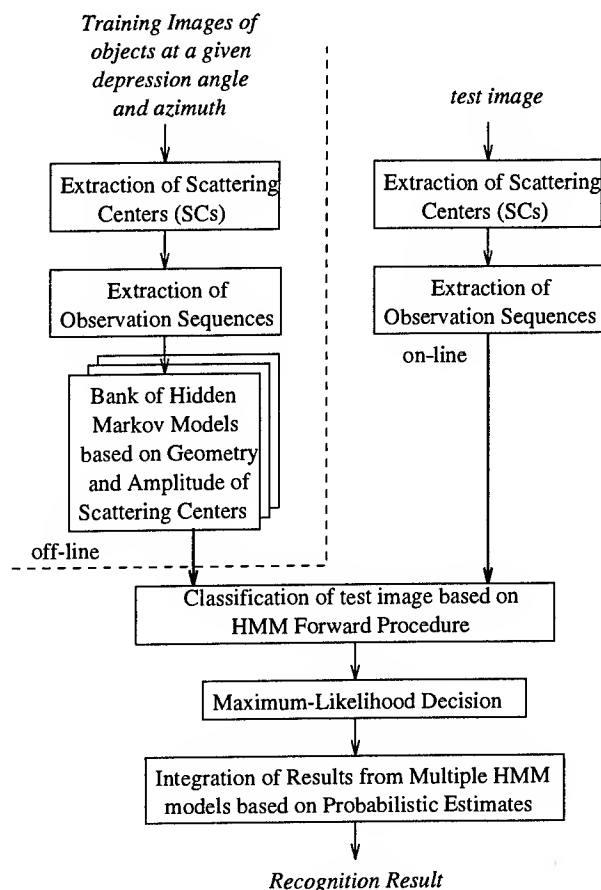 Training Images of
objects at a given
depression angle
and azimuth
Extraction of Scattering
Centers (SCs)
Extraction of
Observation Sequences
Bank of Hidden
Markov Models
based on Geometry
and Amplitude of
Scattering Centers
off-line
test image
Extraction of Scattering
Centers (SCs)
Extraction of
Observation Sequences
on-line
Classification of test image based on
HMM Forward Procedure
Maximum-Likelihood Decision
Integration of Results from Multiple HMM
models based on Probabilistic Estimates
Recognition Result